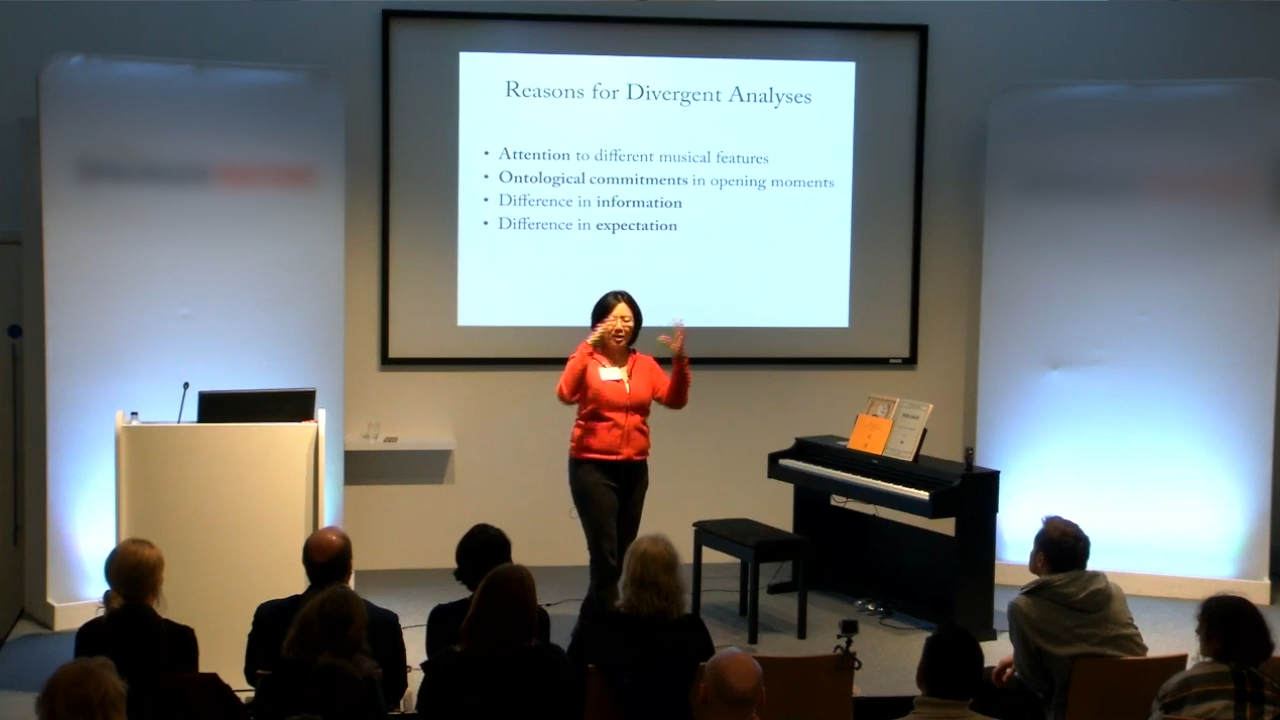 Reasons for Divergent Analyses
• Attention to different musical features
• Ontological commitments in opening moments
• Difference in information
• Difference in expectation